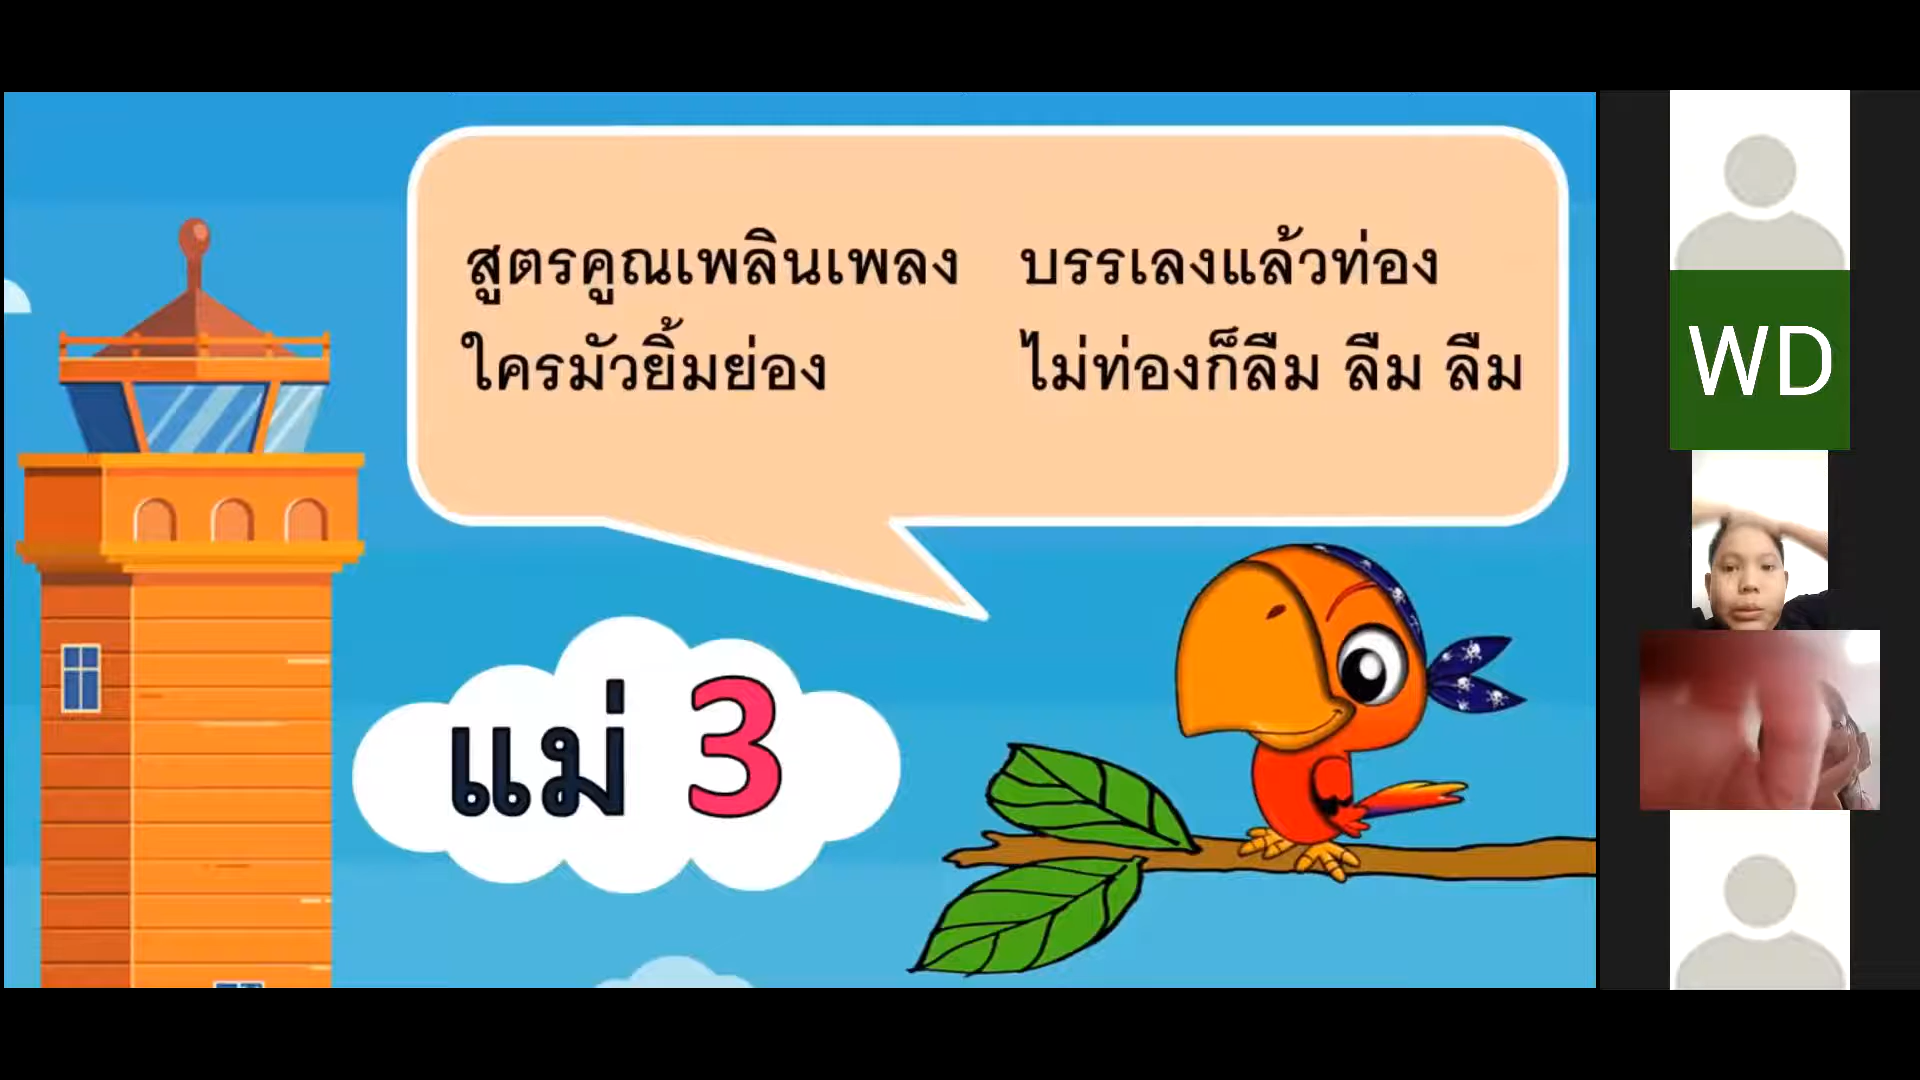 สูตรคูณเพลินเพลง บรรเลงแล้วท่อง
ใครมัวยิ้มย่อง ไม่ท่องก็ลืม ลืม ลืม
แม่ 3
WD